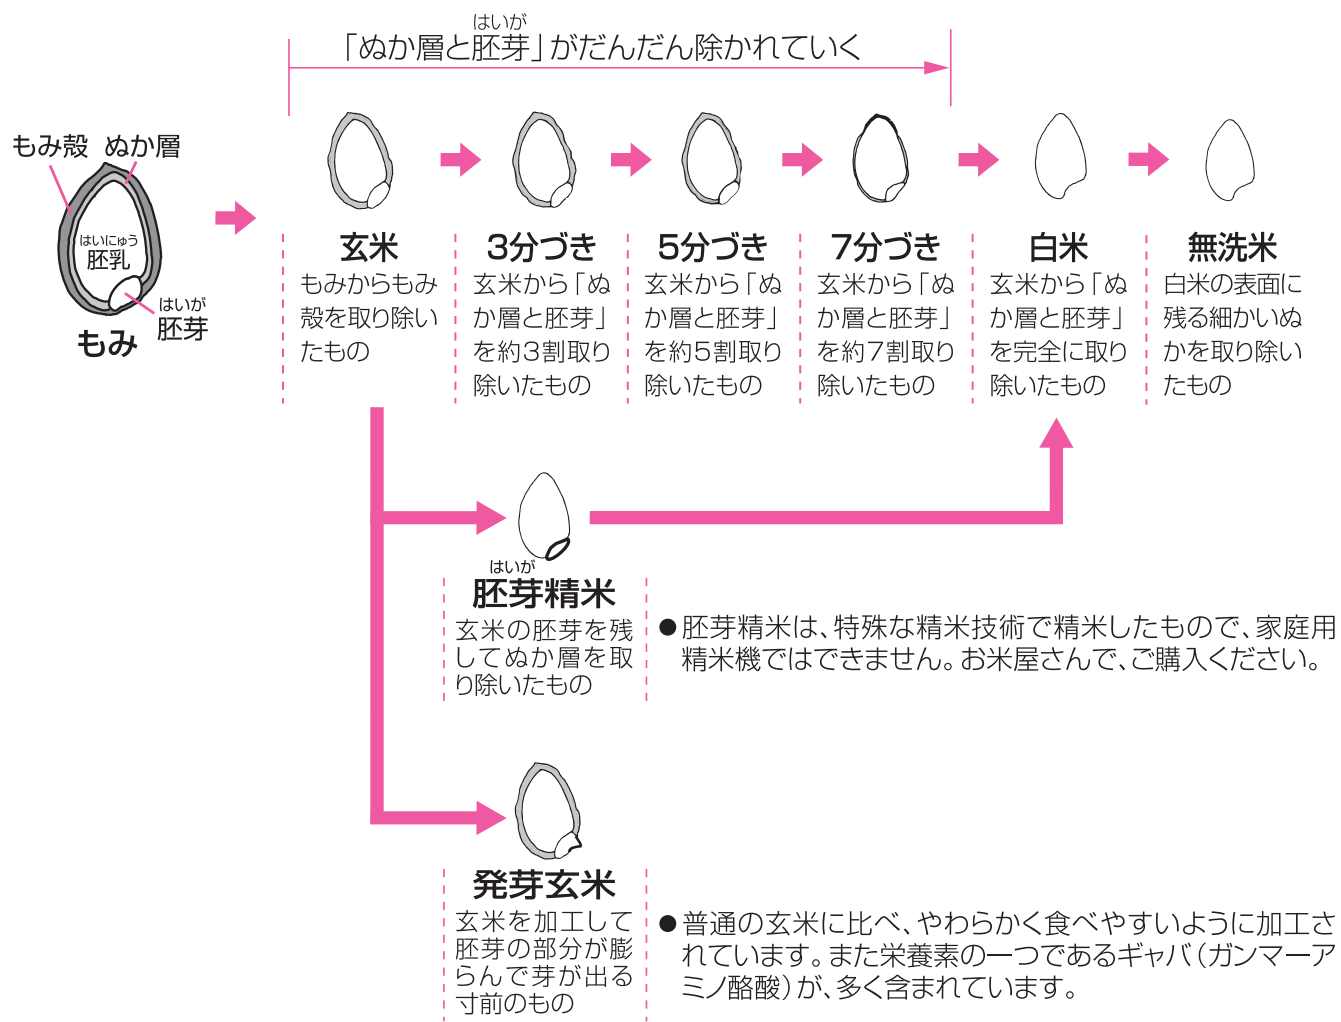 はいが
「ぬか層と胚芽」がだんだん除かれていく
もみ殻 ぬか層
はいにゅう
胚乳
はいが
胚芽
もみ
玄米
もみからもみ
殻を取り除い
たもの
3分づき
玄米から「ぬ
か層と胚芽」
を約3割取り
除いたもの
5分づき
玄米から「ぬ
か層と胚芽」
を約5割取り
除いたもの
7分づき
玄米から「ぬ
か層と胚芽」
を約7割取り
除いたもの
白米
玄米から「ぬ
か層と胚芽」
を完全に取り
除いたもの
無洗米
白米の表面に
残る細かいぬ
かを取り除い
たもの
はいが
胚芽精米
玄米の胚芽を残
してぬか層を取
り除いたもの
●胚芽精米は、特殊な精米技術で精米したもので、家庭用
精米機ではできません。お米屋さんで、ご購入ください。
発芽玄米
玄米を加工して
胚芽の部分が膨
らんで芽が出る
寸前のもの
●普通の玄米に比べ、やわらかく食べやすいように加工さ
れています。また栄養素の一つであるギャバ(ガンマーア
ミノ酪酸)が、多く含まれています。